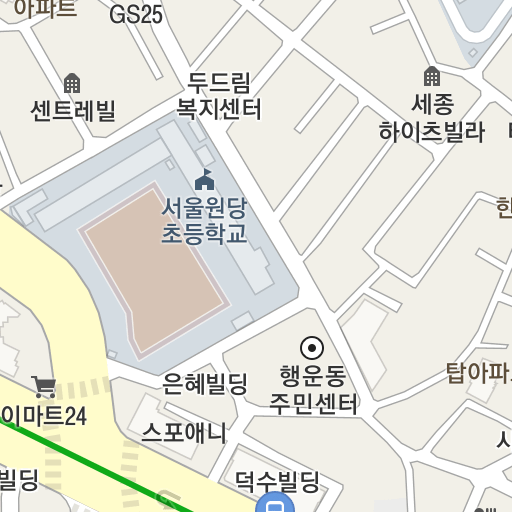 아파트
GS25
두드림
복지센터
센트레빌
세종
하이츠빌라
서울원당
초등학교
한
탑아파
행운동
주민센터
은혜빌딩
이마트24
스포애니
덕수빌딩
빌딩